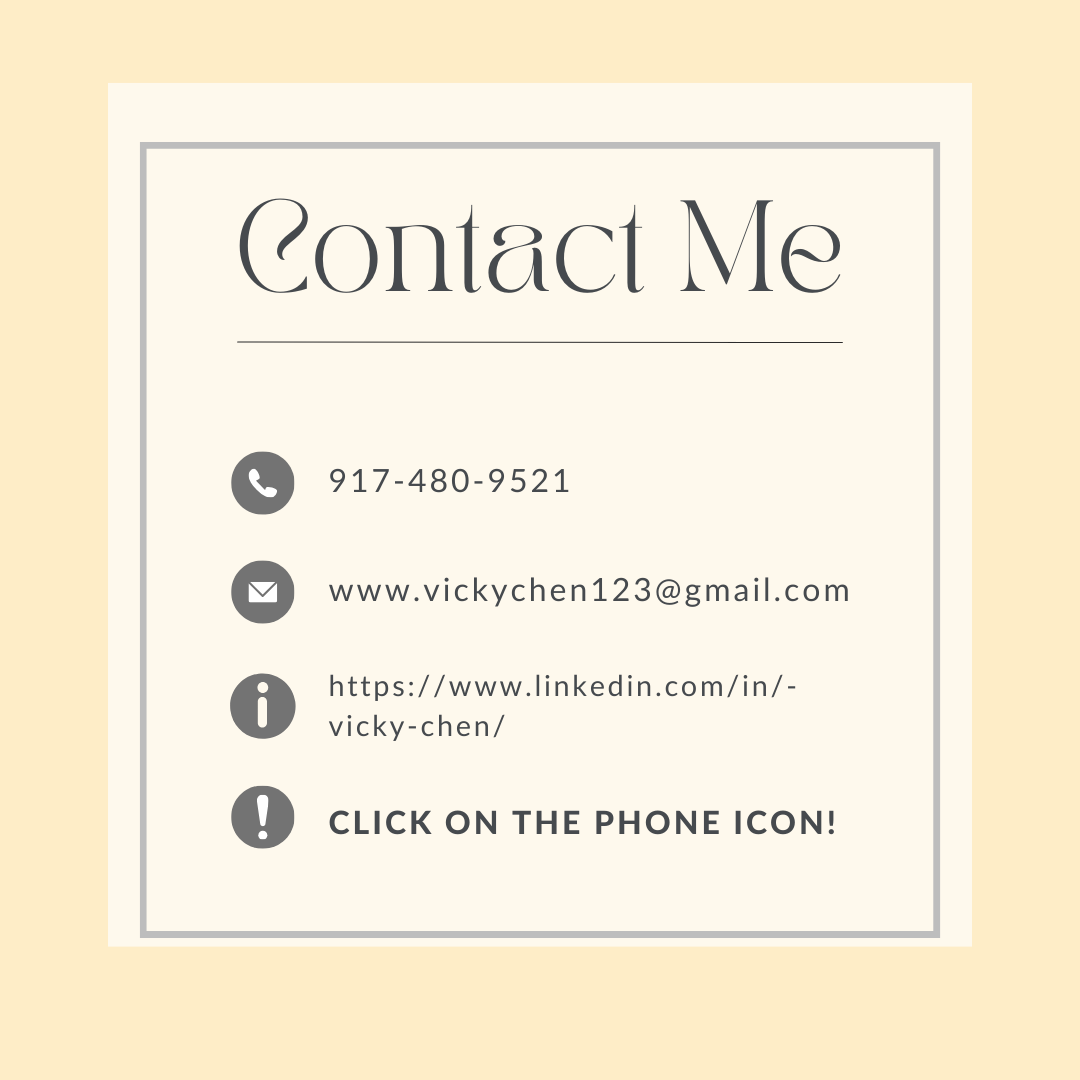 Contact Me
917-480-9521
www.vickychen123@gmail.com
https://www.linkedin.com/in/-
vicky-chen/
CLICK ON THE PHONE ICON!